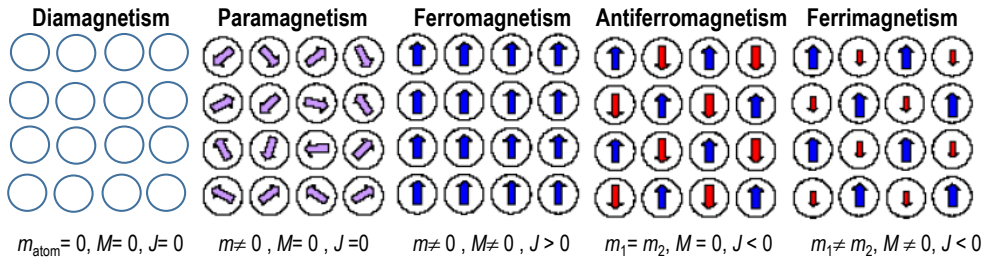 Diamagnetism Paramagnetism Ferromagnetism Antiferromagnetism Ferrimagnetism
m_atom= 0, M= 0, J= 0 m≠ 0 , M= 0 , J =0 m≠ 0 , M≠ 0 , J > 0 m₁= m₂, M = 0, J < 0 m₁≠ m₂, M ≠ 0, J < 0